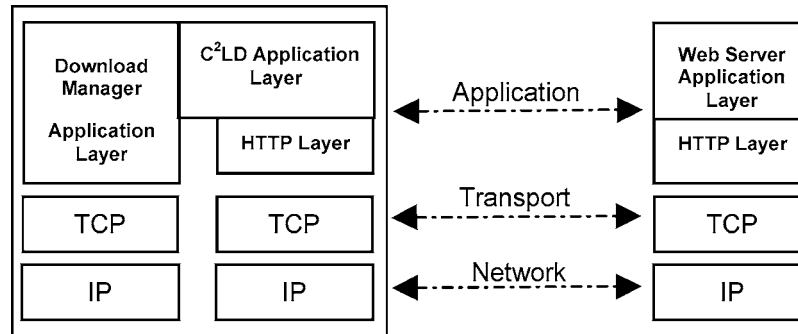 Download
Manager
Application
Layer
C²LD Application
Layer
HTTP Layer
TCP
TCP
IP
IP
Application
Transport
Network
Web Server
Application
Layer
HTTP Layer
TCP
IP